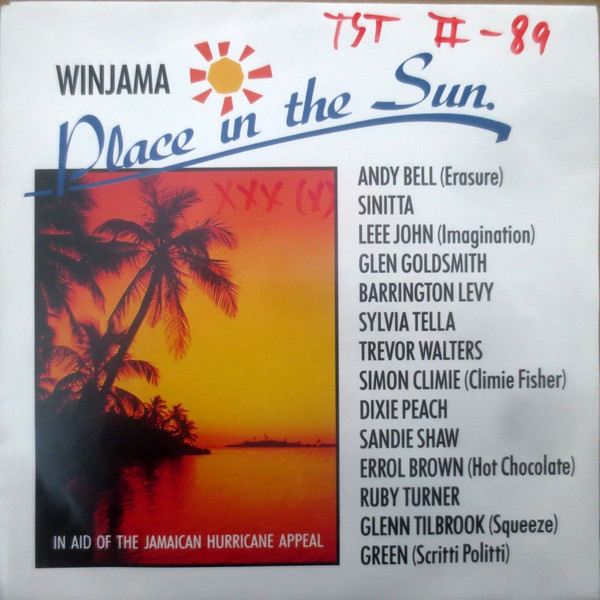 TST II-89
WINJAMA
Place in the Sun.
XXX (V)
ANDY BELL (Erasure)
SINITTA
LEEE JOHN (Imagination)
GLEN GOLDSMITH
BARRINGTON LEVY
SYLVIA TELLA
TREVOR WALTERS
SIMON CLIMIE (Climie Fisher)
DIXIE PEACH
SANDIE SHAW
ERROL BROWN (Hot Chocolate)
RUBY TURNER
GLENN TILBROOK (Squeeze)
GREEN (Scritti Politti)
IN AID OF THE JAMAICAN HURRICANE APPEAL